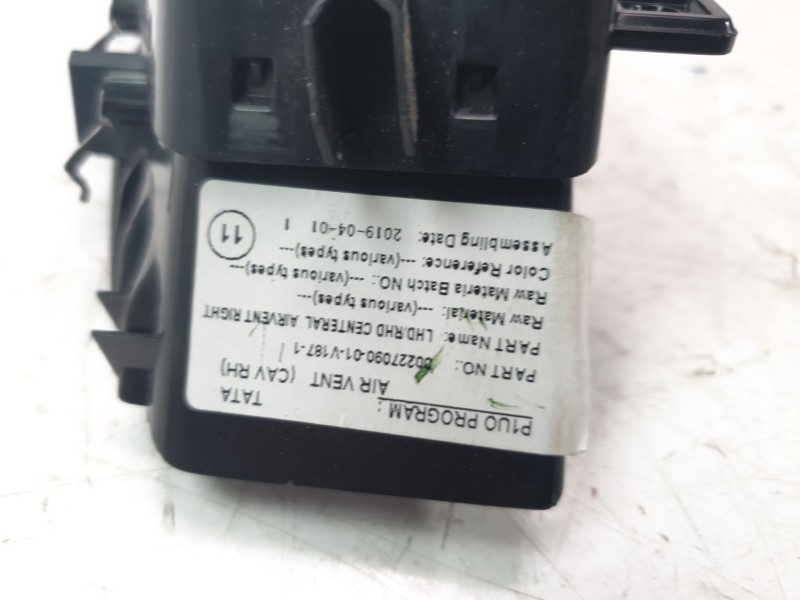 P1UO PROGRAM :
TATA
AIR VENT (CAV RH)
PART NO.: 50227090-01-V187-1
PART Name: LHD/RHD CENTERAL AIRVENT RIGHT
Raw Material: ---(various types)---
Raw Materia Batch NO.: ---(various types)---
Color Reference: ---(various types)---
Assembling Date: 2019-04-01 1
11